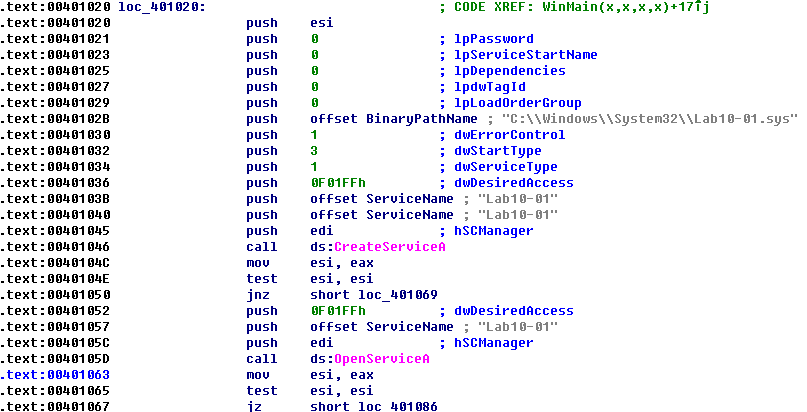 .text:00401020 loc_401020: ; CODE XREF: WinMain(x,x,x,x)+17↑j
.text:00401020 push esi
.text:00401021 push 0 ; lpPassword
.text:00401023 push 0 ; lpServiceStartName
.text:00401025 push 0 ; lpDependencies
.text:00401027 push 0 ; lpdwTagId
.text:00401029 push 0 ; lpLoadOrderGroup
.text:0040102B push offset BinaryPathName ; "C:\\Windows\\System32\\Lab10-01.sys"
.text:00401030 push 1 ; dwErrorControl
.text:00401032 push 3 ; dwStartType
.text:00401034 push 1 ; dwServiceType
.text:00401036 push 0F01FFh ; dwDesiredAccess
.text:0040103B push offset ServiceName ; "Lab10-01"
.text:00401040 push offset ServiceName ; "Lab10-01"
.text:00401045 push edi ; hSCManager
.text:00401046 call ds:CreateServiceA
.text:0040104C mov esi, eax
.text:0040104E test esi, esi
.text:00401050 jnz short loc_401069
.text:00401052 push 0F01FFh ; dwDesiredAccess
.text:00401057 push offset ServiceName ; "Lab10-01"
.text:0040105C push edi ; hSCManager
.text:0040105D call ds:OpenServiceA
.text:00401063 mov esi, eax
.text:00401065 test esi, esi
.text:00401067 jz short loc_401086